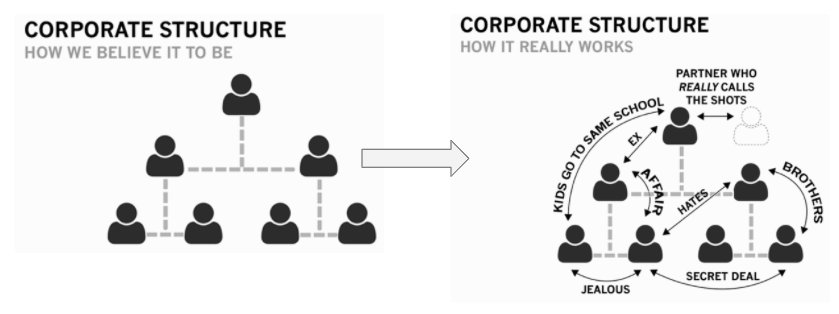 CORPORATE STRUCTURE
HOW WE BELIEVE IT TO BE
CORPORATE STRUCTURE
HOW IT REALLY WORKS
PARTNER WHO
REALLY CALLS
THE SHOTS
KIDS GO TO SAME SCHOOL
EX
AFFAIR
HATES
BROTHERS
SECRET DEAL
JEALOUS